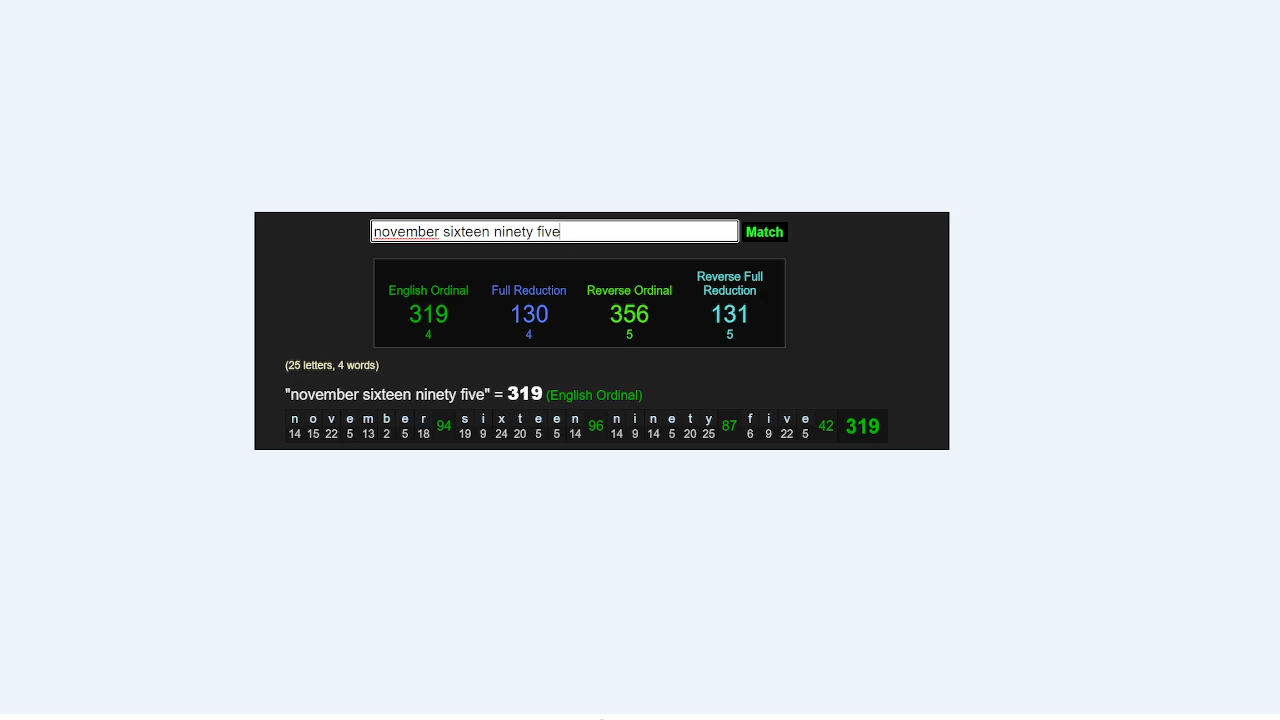 november sixteen ninety five Match
English Ordinal Full Reduction Reverse Ordinal Reverse Full Reduction
319 130 356 131
4 4 5 5
(25 letters, 4 words)
"november sixteen ninety five" = 319 (English Ordinal)
n o v e m b e r 94 s i x t e e n 96 n i n e t y 87 f i v e 42 319
14 15 22 5 13 2 5 18 19 9 24 20 5 5 14 14 9 14 5 20 25 6 9 22 5